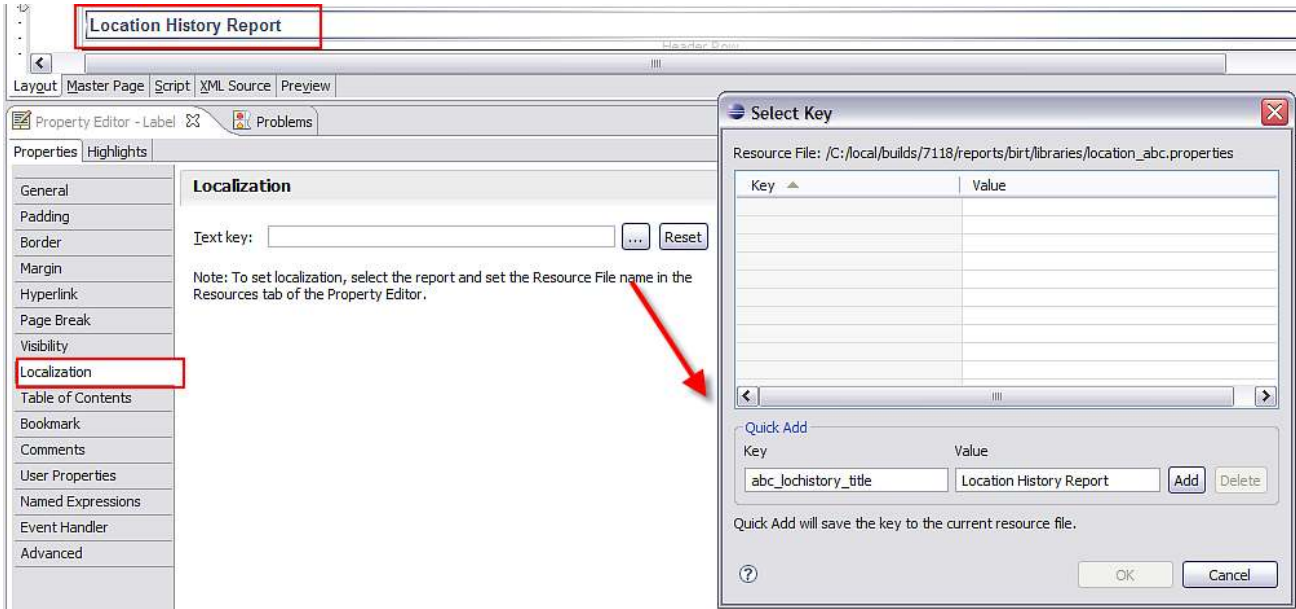 Location History Report
Header Row
Layout Master Page Script XML Source Preview
Property Editor - Label Problems
Properties Highlights
General
Padding
Border
Margin
Hyperlink
Page Break
Visibility
Localization
Table of Contents
Bookmark
Comments
User Properties
Named Expressions
Event Handler
Advanced
Localization
Text key: ... Reset
Note: To set localization, select the report and set the Resource File name in the
Resources tab of the Property Editor.
Select Key
Resource File: /C:/local/builds/7118/reports/birt/libraries/location_abc.properties
Key Value
Quick Add
Key Value
abc_lochistory_title Location History Report Add Delete
Quick Add will save the key to the current resource file.
? OK Cancel